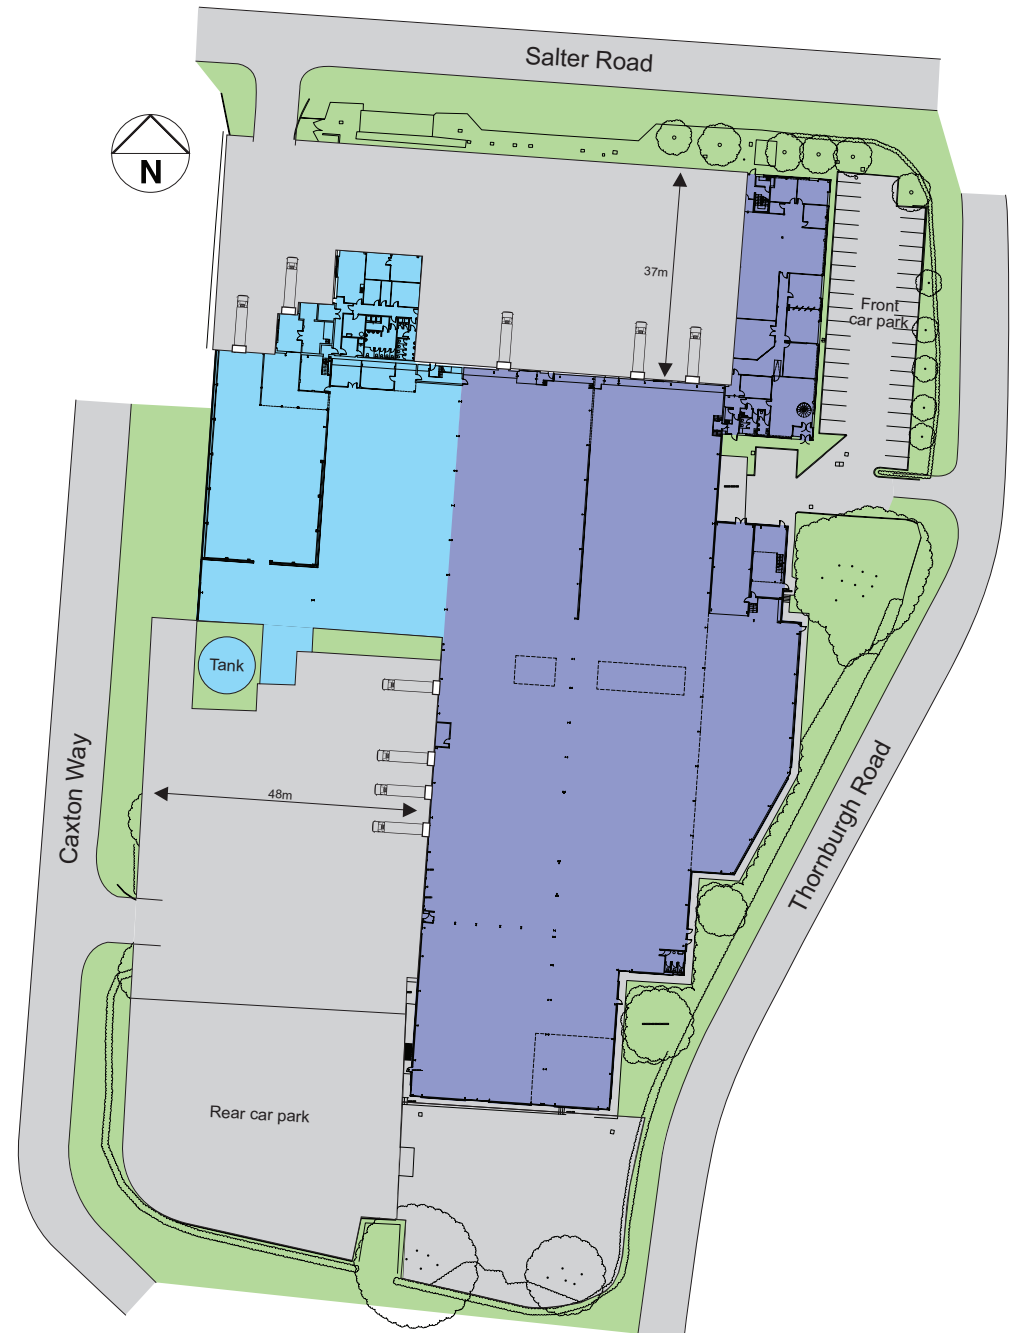 Salter Road
N
37m
Front
car park
Tank
Caxton Way
48m
Thornburgh Road
Rear car park